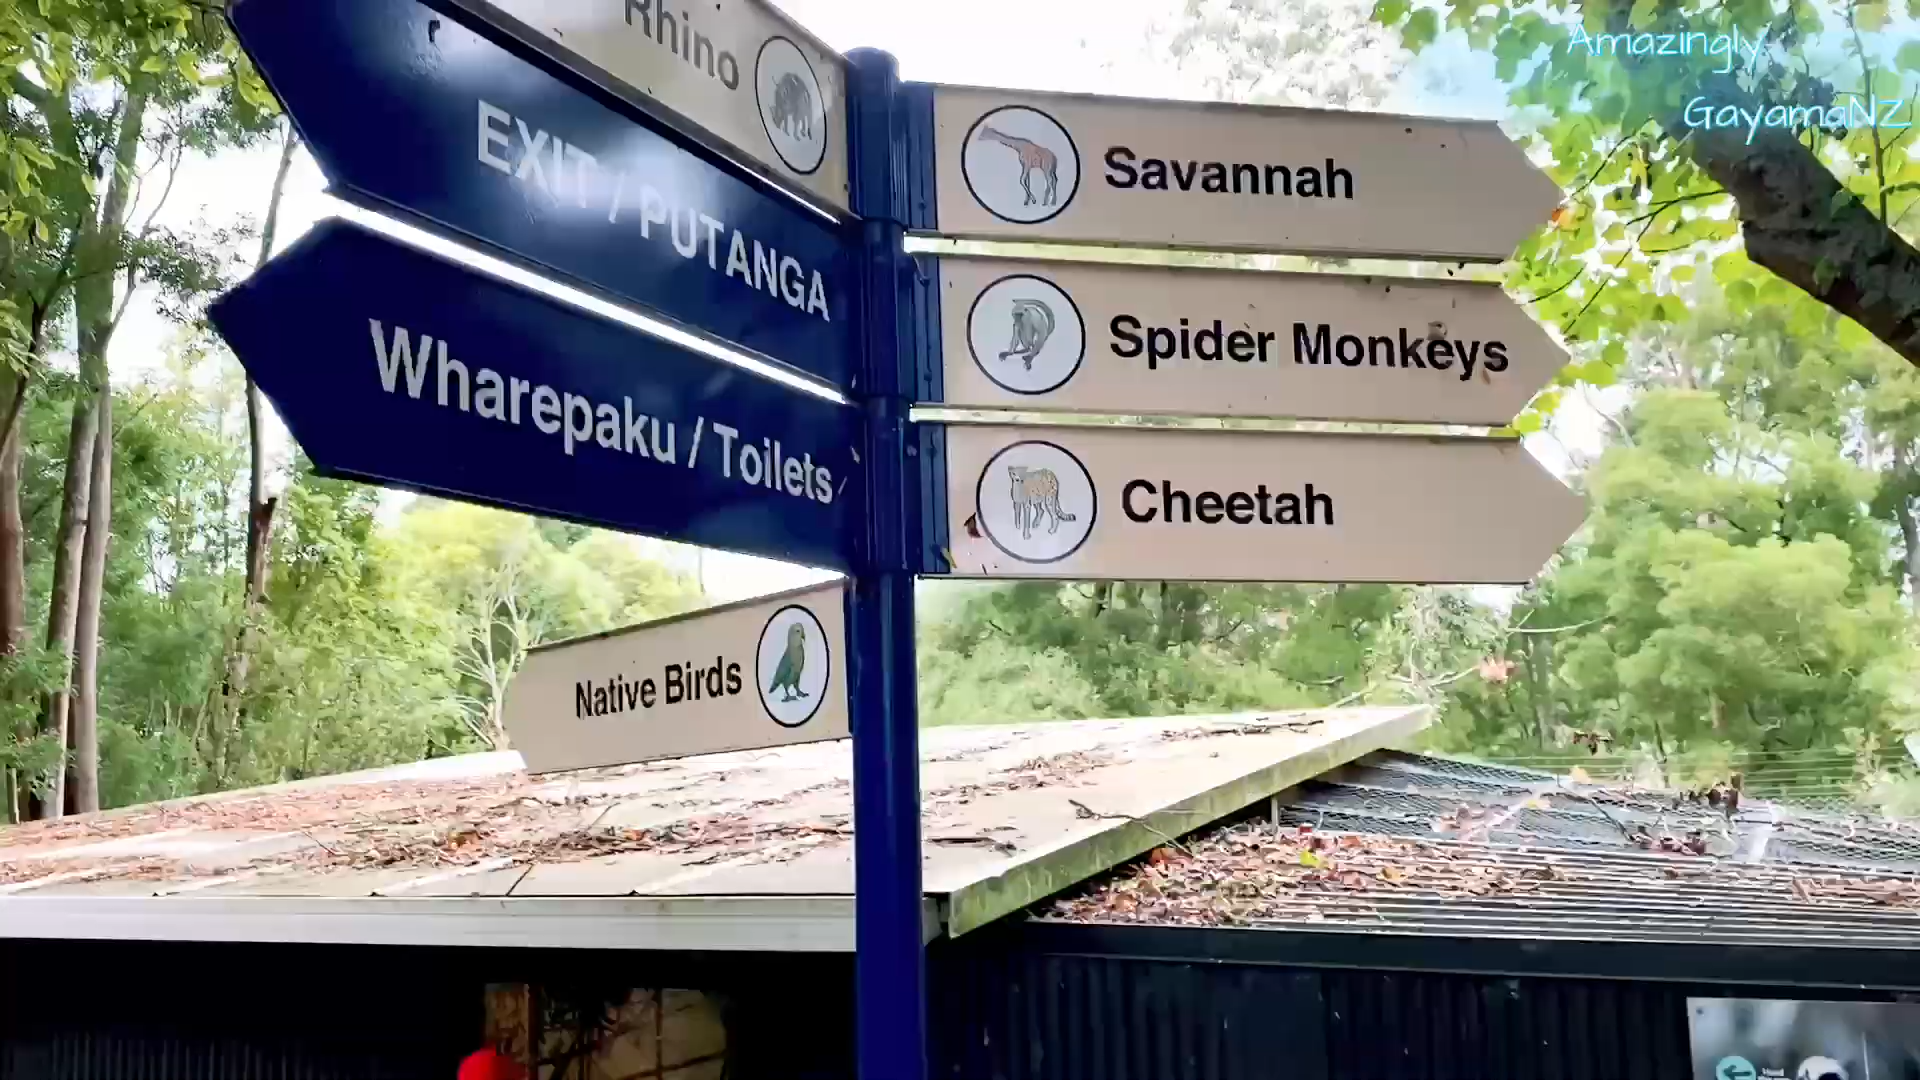 Rhino
EXIT / PUTANGA
Wharepaku / Toilets
Native Birds
Savannah
Spider Monkeys
Cheetah
Amazingly
GayamaNZ